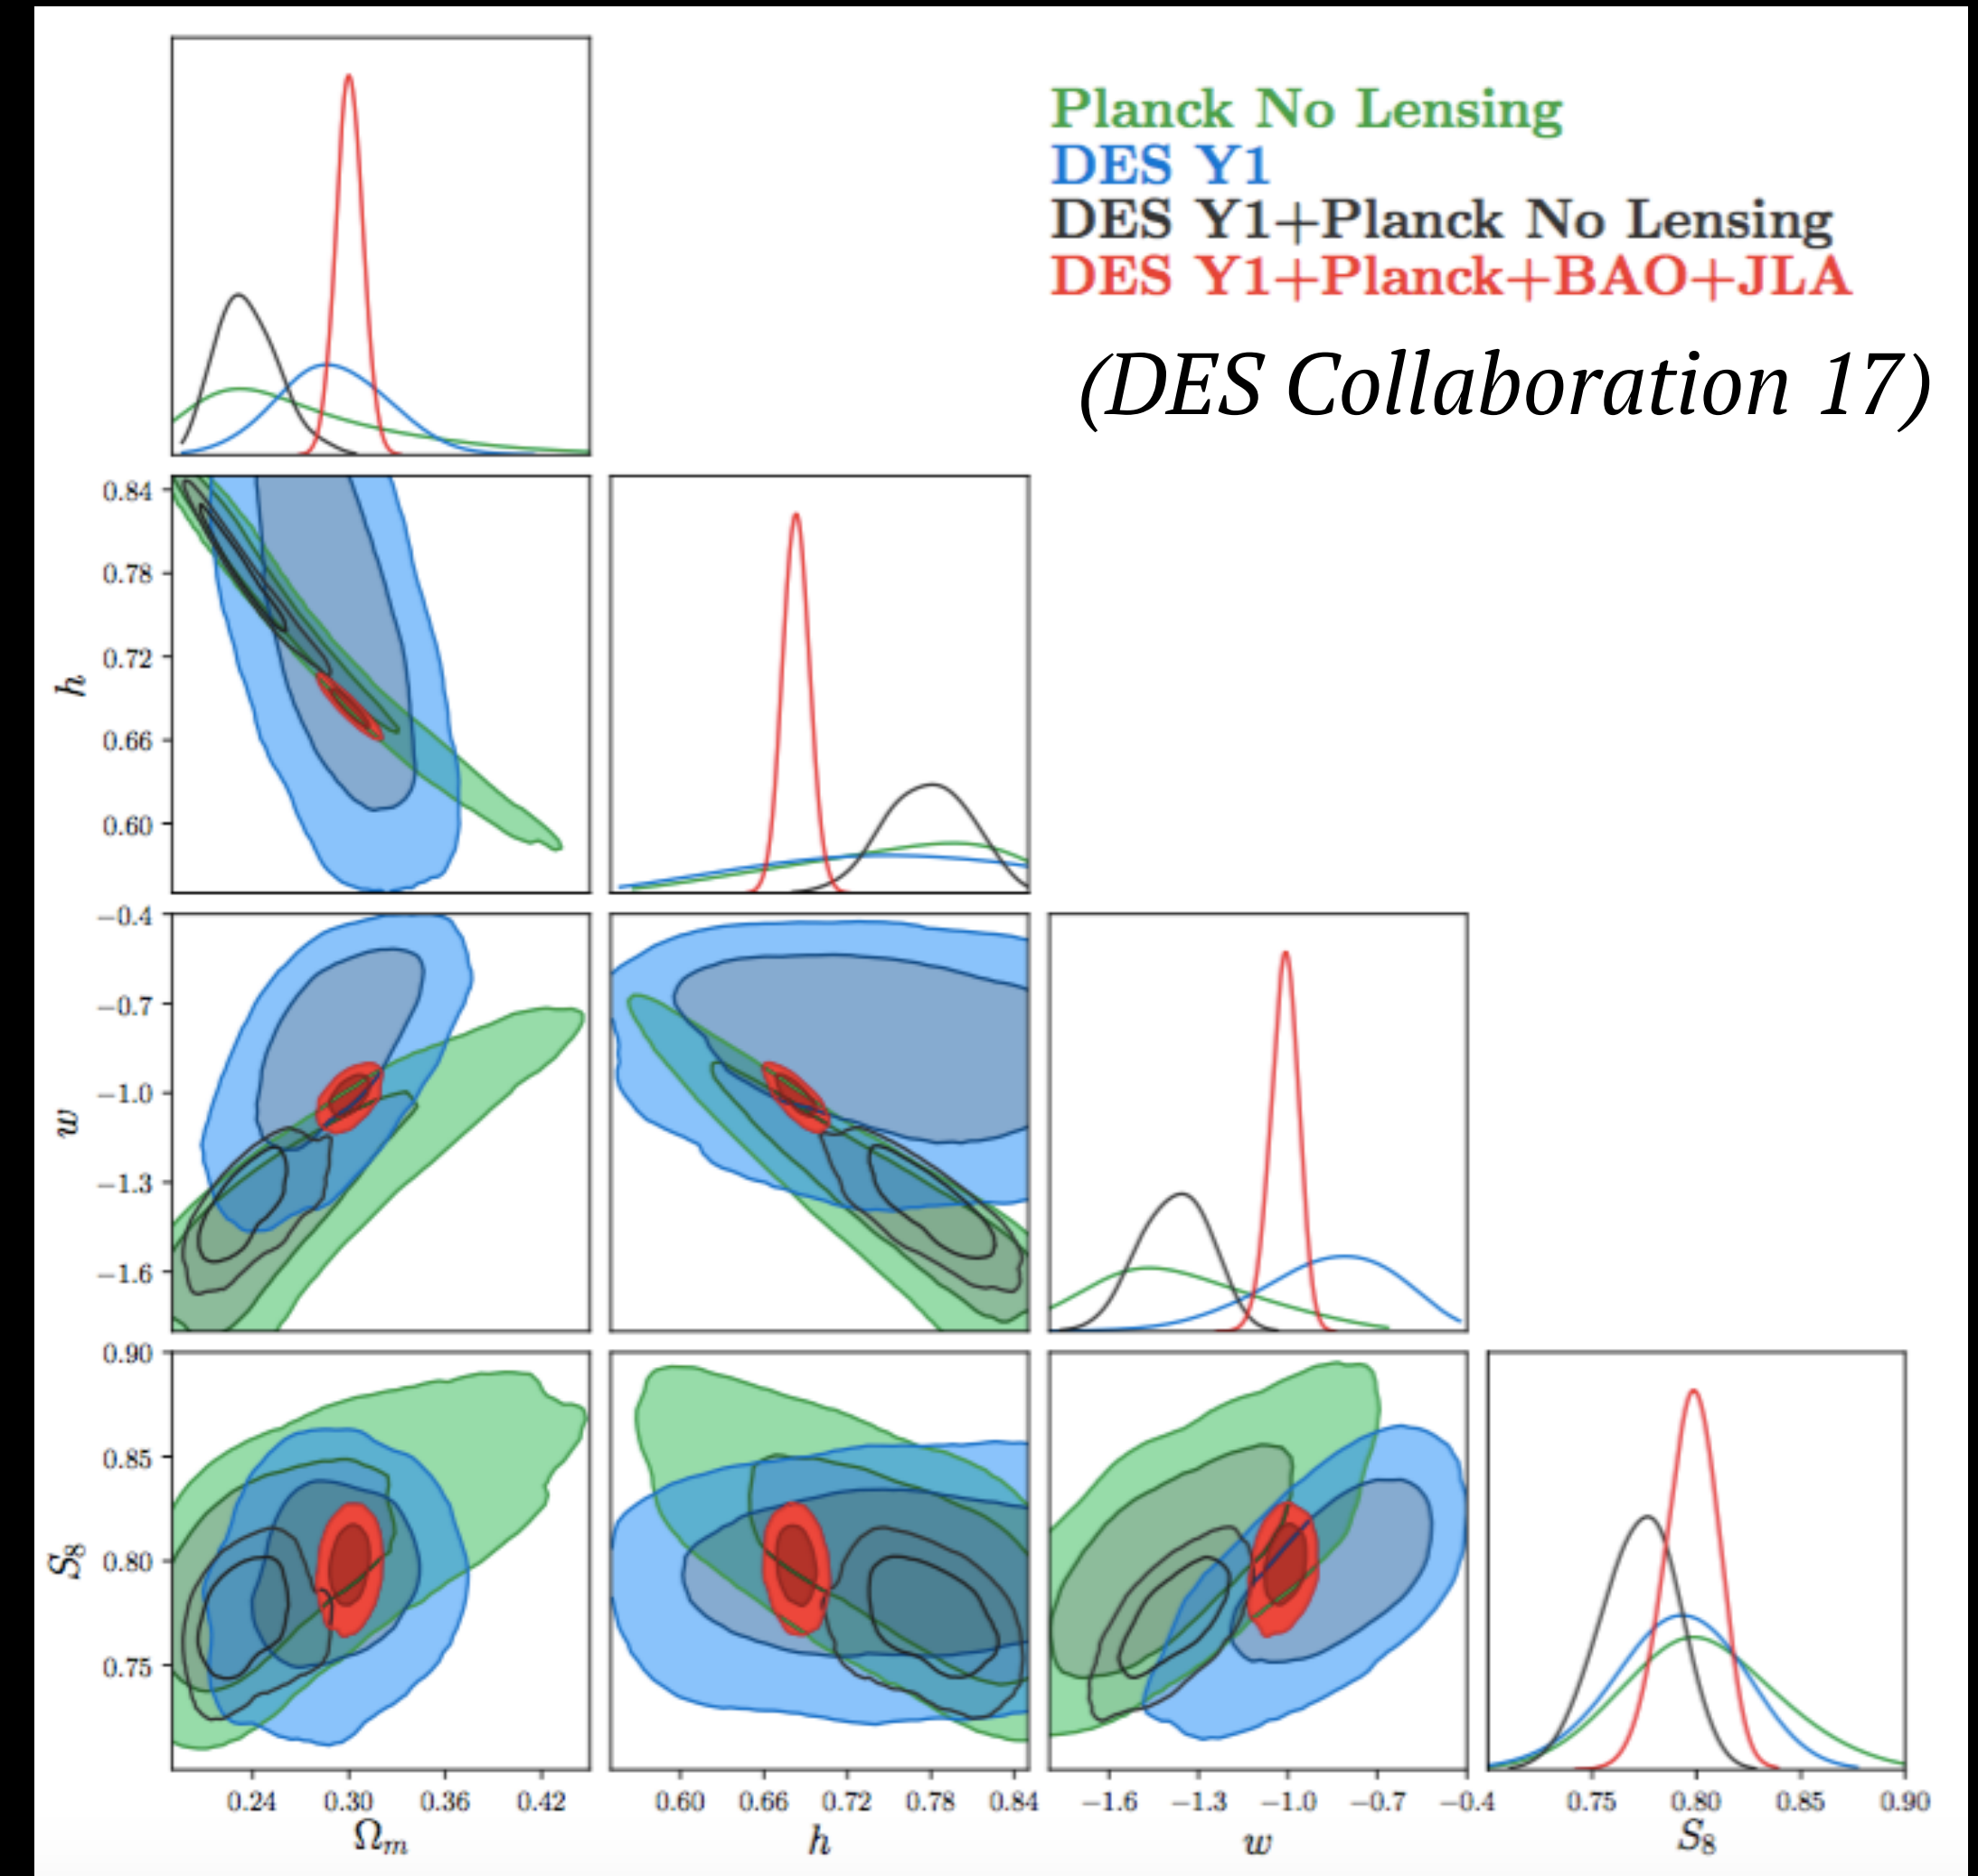 Planck No Lensing
DES Y1
DES Y1+Planck No Lensing
DES Y1+Planck+BAO+JLA
(DES Collaboration 17)
0.84
0.78
0.72
0.66
0.60
h
−0.4
−0.7
−1.0
−1.3
−1.6
w
0.90
0.85
0.80
0.75
S₈
0.24 0.30 0.36 0.42 0.60 0.66 0.72 0.78 0.84 −1.6 −1.3 −1.0 −0.7 −0.4 0.75 0.80 0.85 0.90
Ωₘ h w S₈